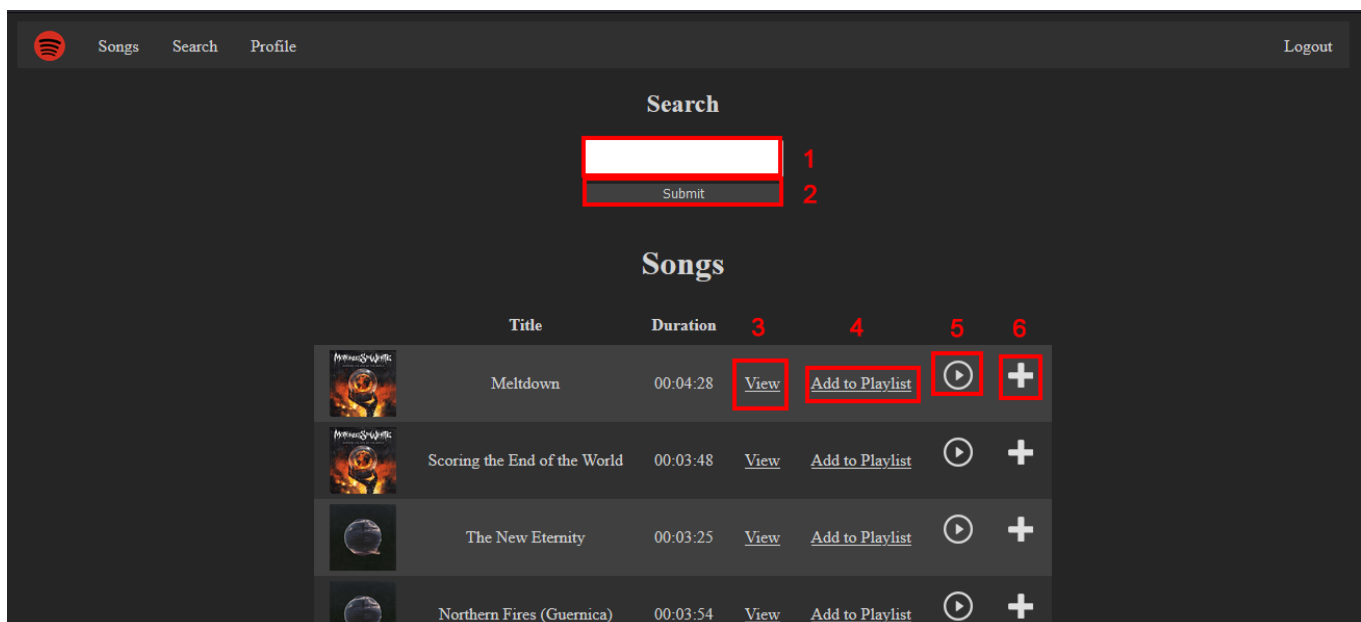 Songs Search Profile Logout
Search
1
Submit 2
Songs
Title Duration 3 4 5 6
Meltdown 00:04:28 View Add to Playlist
Scoring the End of the World 00:03:48 View Add to Playlist
The New Eternity 00:03:25 View Add to Playlist
Northern Fires (Guernica) 00:03:54 View Add to Playlist